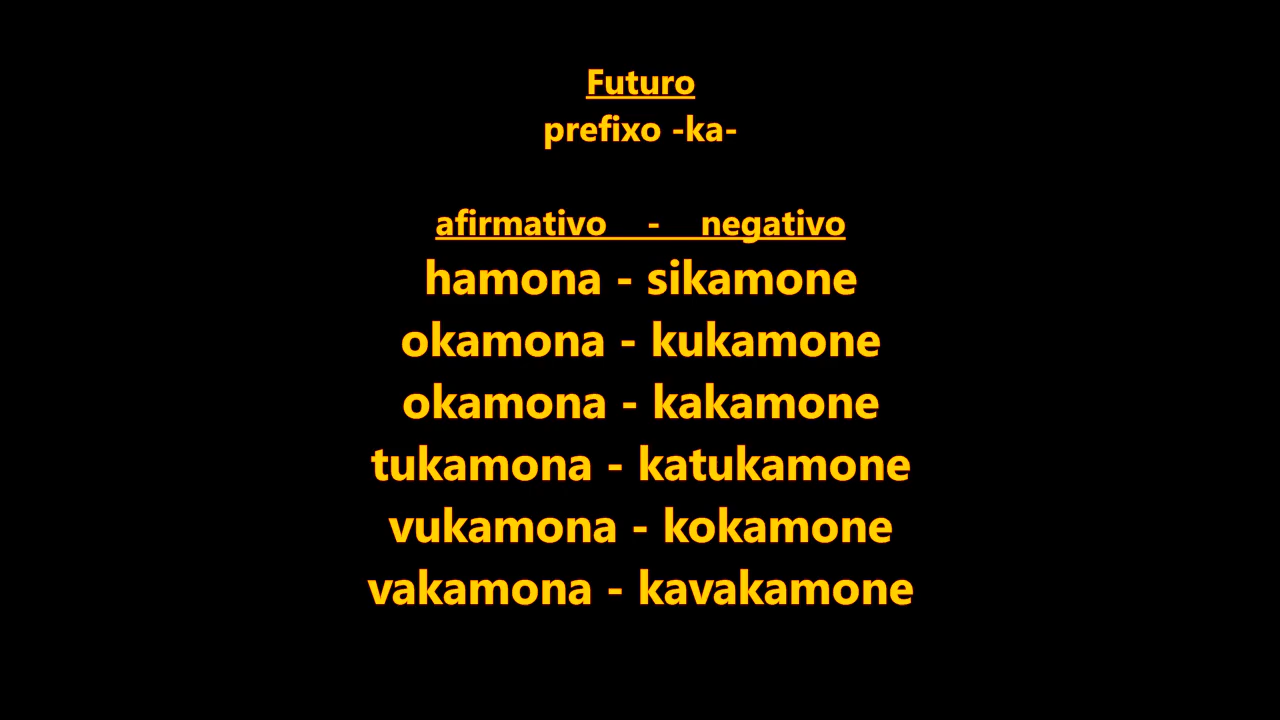 Futuro
prefixo -ka-
afirmativo - negativo
hamona - sikamone
okamona - kukamone
okamona - kakamone
tukamona - katukamone
vukamona - kokamone
vakamona - kavakamone